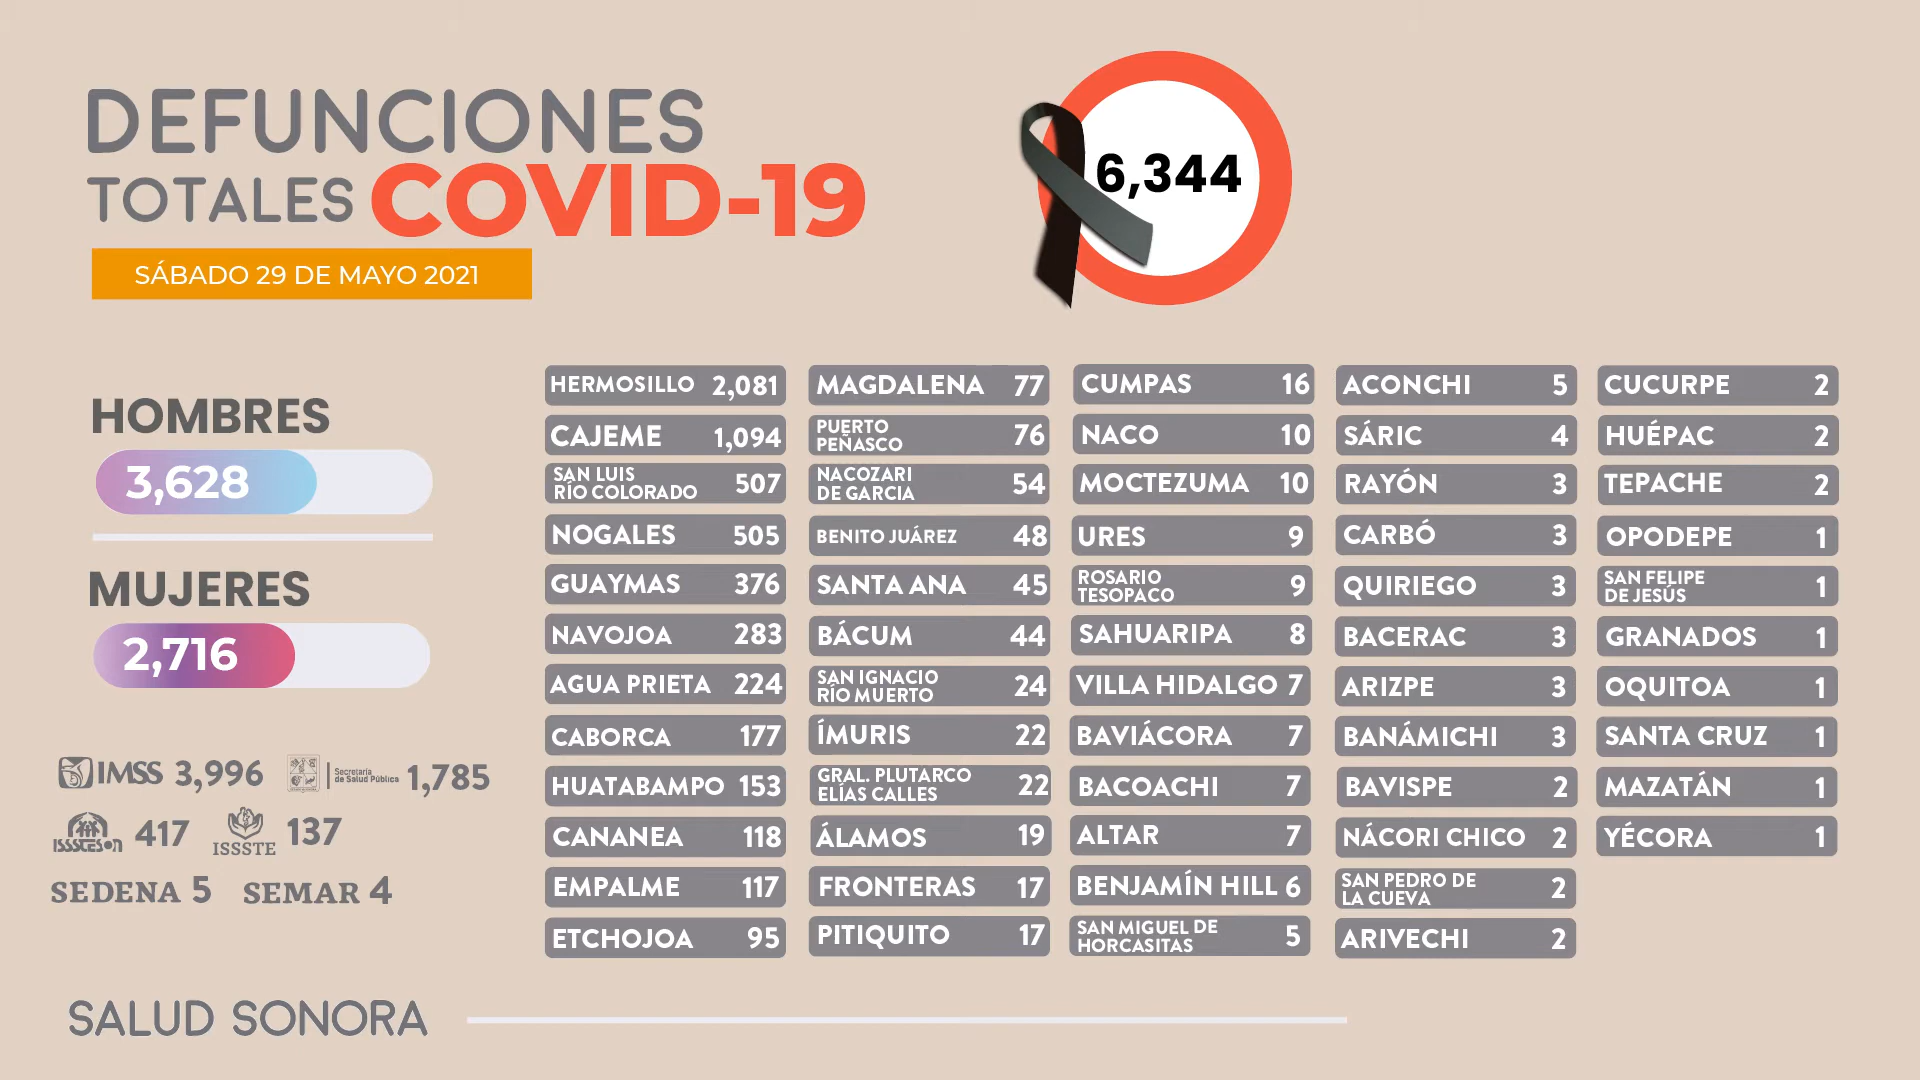 DEFUNCIONES
TOTALES COVID-19
SÁBADO 29 DE MAYO 2021
6,344
HOMBRES
3,628
MUJERES
2,716
IMSS 3,996
Secretaría
de Salud Pública 1,785
ISSSTESON 417
ISSSTE 137
SEDENA 5
SEMAR 4
HERMOSILLO 2,081
CAJEME 1,094
SAN LUIS
RÍO COLORADO 507
NOGALES 505
GUAYMAS 376
NAVOJOA 283
AGUA PRIETA 224
CABORCA 177
HUATABAMPO 153
CANANEA 118
EMPALME 117
ETCHOJOA 95
MAGDALENA 77
PUERTO
PEÑASCO 76
NACOZARI
DE GARCIA 54
BENITO JUÁREZ 48
SANTA ANA 45
BÁCUM 44
SAN IGNACIO
RÍO MUERTO 24
ÍMURIS 22
GRAL. PLUTARCO
ELÍAS CALLES 22
ÁLAMOS 19
FRONTERAS 17
PITIQUITO 17
CUMPAS 16
NACO 10
MOCTEZUMA 10
URES 9
ROSARIO
TESOPACO 9
SAHUARIPA 8
VILLA HIDALGO 7
BAVIÁCORA 7
BACOACHI 7
ALTAR 7
BENJAMÍN HILL 6
SAN MIGUEL DE
HORCASITAS 5
ACONCHI 5
SÁRIC 4
RAYÓN 3
CARBÓ 3
QUIRIEGO 3
BACERAC 3
ARIZPE 3
BANÁMICHI 3
BAVISPE 2
NÁCORI CHICO 2
SAN PEDRO DE
LA CUEVA 2
ARIVECHI 2
CUCURPE 2
HUÉPAC 2
TEPACHE 2
OPODEPE 1
SAN FELIPE
DE JESÚS 1
GRANADOS 1
OQUITOA 1
SANTA CRUZ 1
MAZATÁN 1
YÉCORA 1
SALUD SONORA